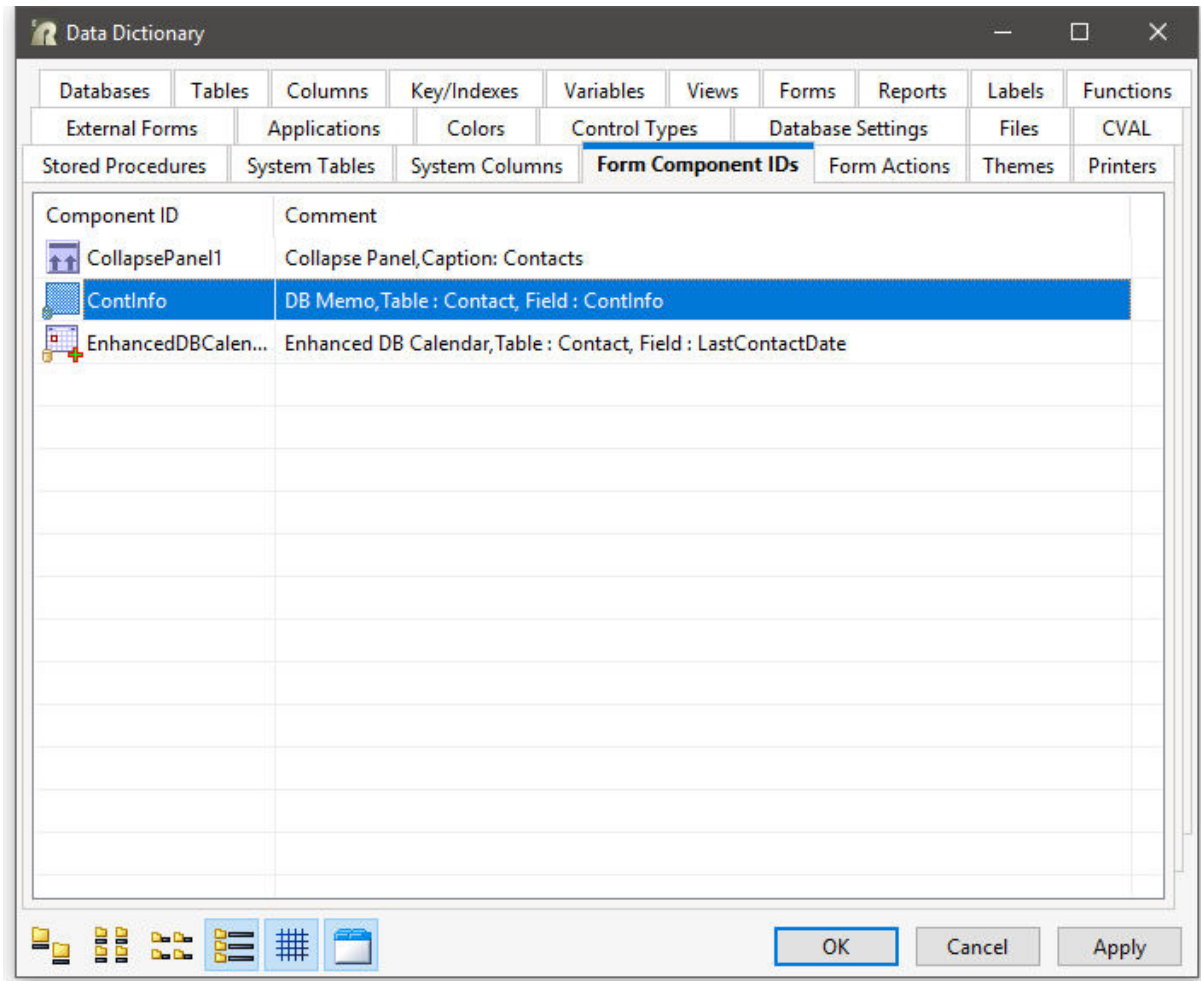 Data Dictionary
Databases Tables Columns Key/Indexes Variables Views Forms Reports Labels Functions
External Forms Applications Colors Control Types Database Settings Files CVAL
Stored Procedures System Tables System Columns Form Component IDs Form Actions Themes Printers
Component ID Comment
CollapsePanel1 Collapse Panel,Caption: Contacts
ContInfo DB Memo,Table : Contact, Field : ContInfo
EnhancedDBCalen... Enhanced DB Calendar,Table : Contact, Field : LastContactDate
OK Cancel Apply